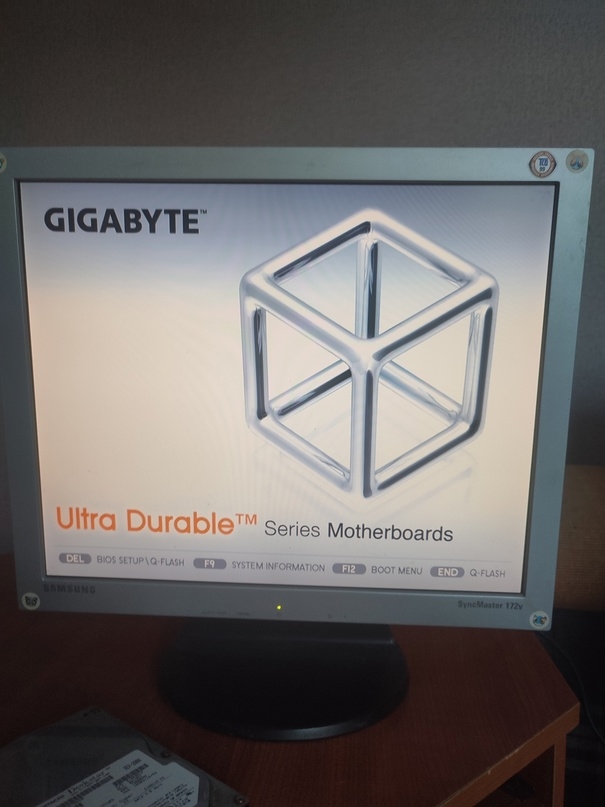 GIGABYTE™
Ultra Durable™ Series Motherboards
DEL BIOS SETUP\Q-FLASH F9 SYSTEM INFORMATION F12 BOOT MENU END Q-FLASH
SAMSUNG
SyncMaster 172v